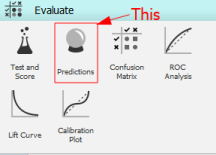 Evaluate
This
Test and
Score
Predictions
Confusion
Matrix
ROC
Analysis
Lift Curve
Calibration
Plot